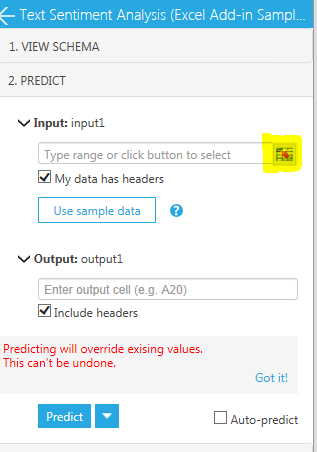 Text Sentiment Analysis (Excel Add-in Sampl...
1. VIEW SCHEMA
2. PREDICT
Input: input1
Type range or click button to select
My data has headers
Use sample data ?
Output: output1
Enter output cell (e.g. A20)
Include headers
Predicting will override exising values.
This can't be undone.
Got it!
Predict
Auto-predict